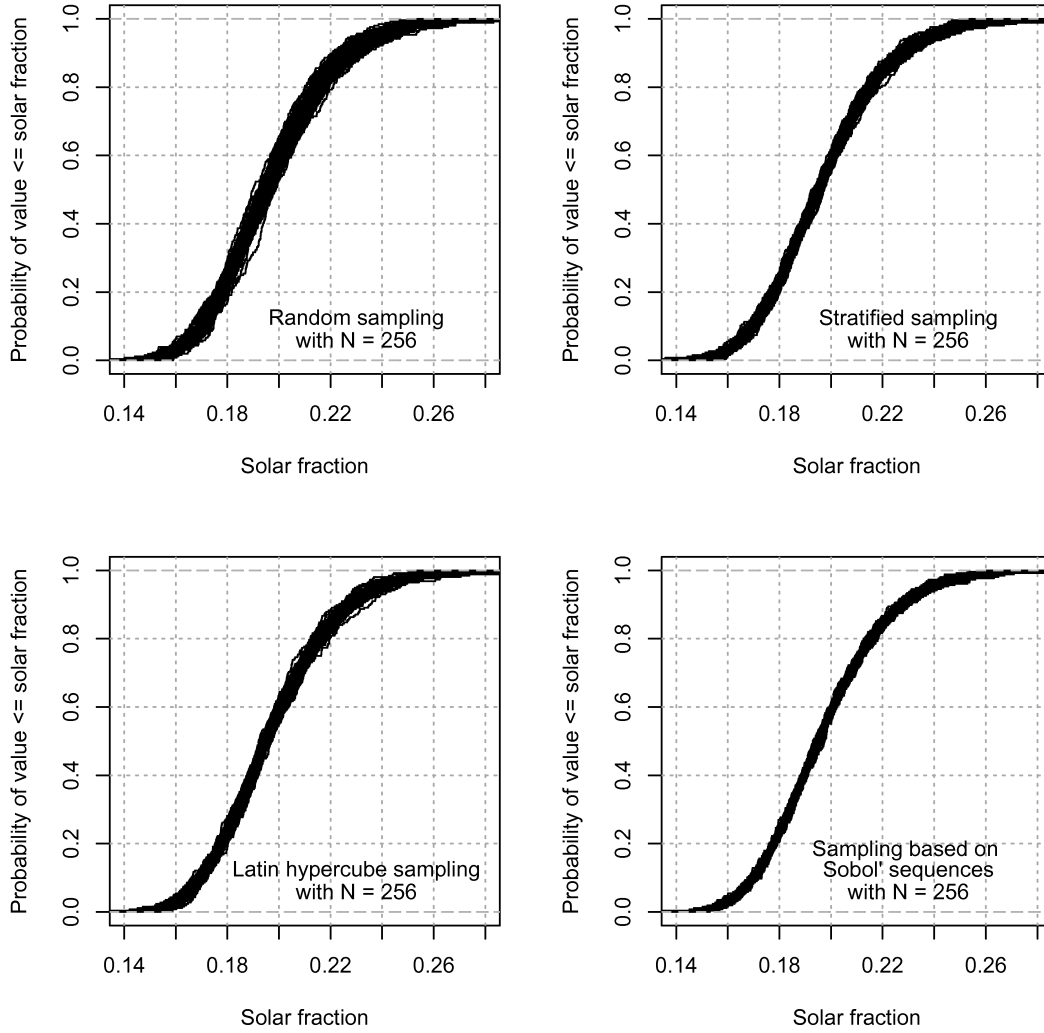 Probability of value <= solar fraction
1.0
0.8
0.6
0.4
0.2
0.0
Random sampling
with N = 256
0.14 0.18 0.22 0.26
Solar fraction
Probability of value <= solar fraction
1.0
0.8
0.6
0.4
0.2
0.0
Stratified sampling
with N = 256
0.14 0.18 0.22 0.26
Solar fraction
Probability of value <= solar fraction
1.0
0.8
0.6
0.4
0.2
0.0
Latin hypercube sampling
with N = 256
0.14 0.18 0.22 0.26
Solar fraction
Probability of value <= solar fraction
1.0
0.8
0.6
0.4
0.2
0.0
Sampling based on
Sobol' sequences
with N = 256
0.14 0.18 0.22 0.26
Solar fraction